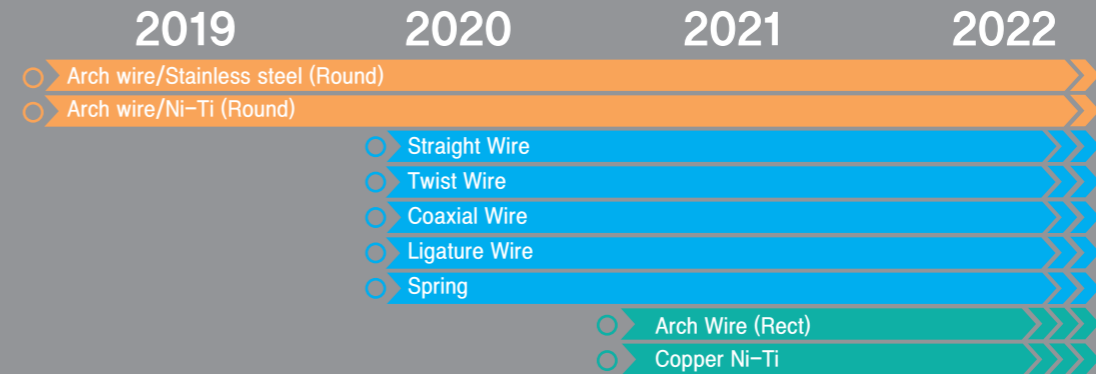 2019 2020 2021 2022
Arch wire/Stainless steel (Round)
Arch wire/Ni-Ti (Round)
Straight Wire
Twist Wire
Coaxial Wire
Ligature Wire
Spring
Arch Wire (Rect)
Copper Ni-Ti